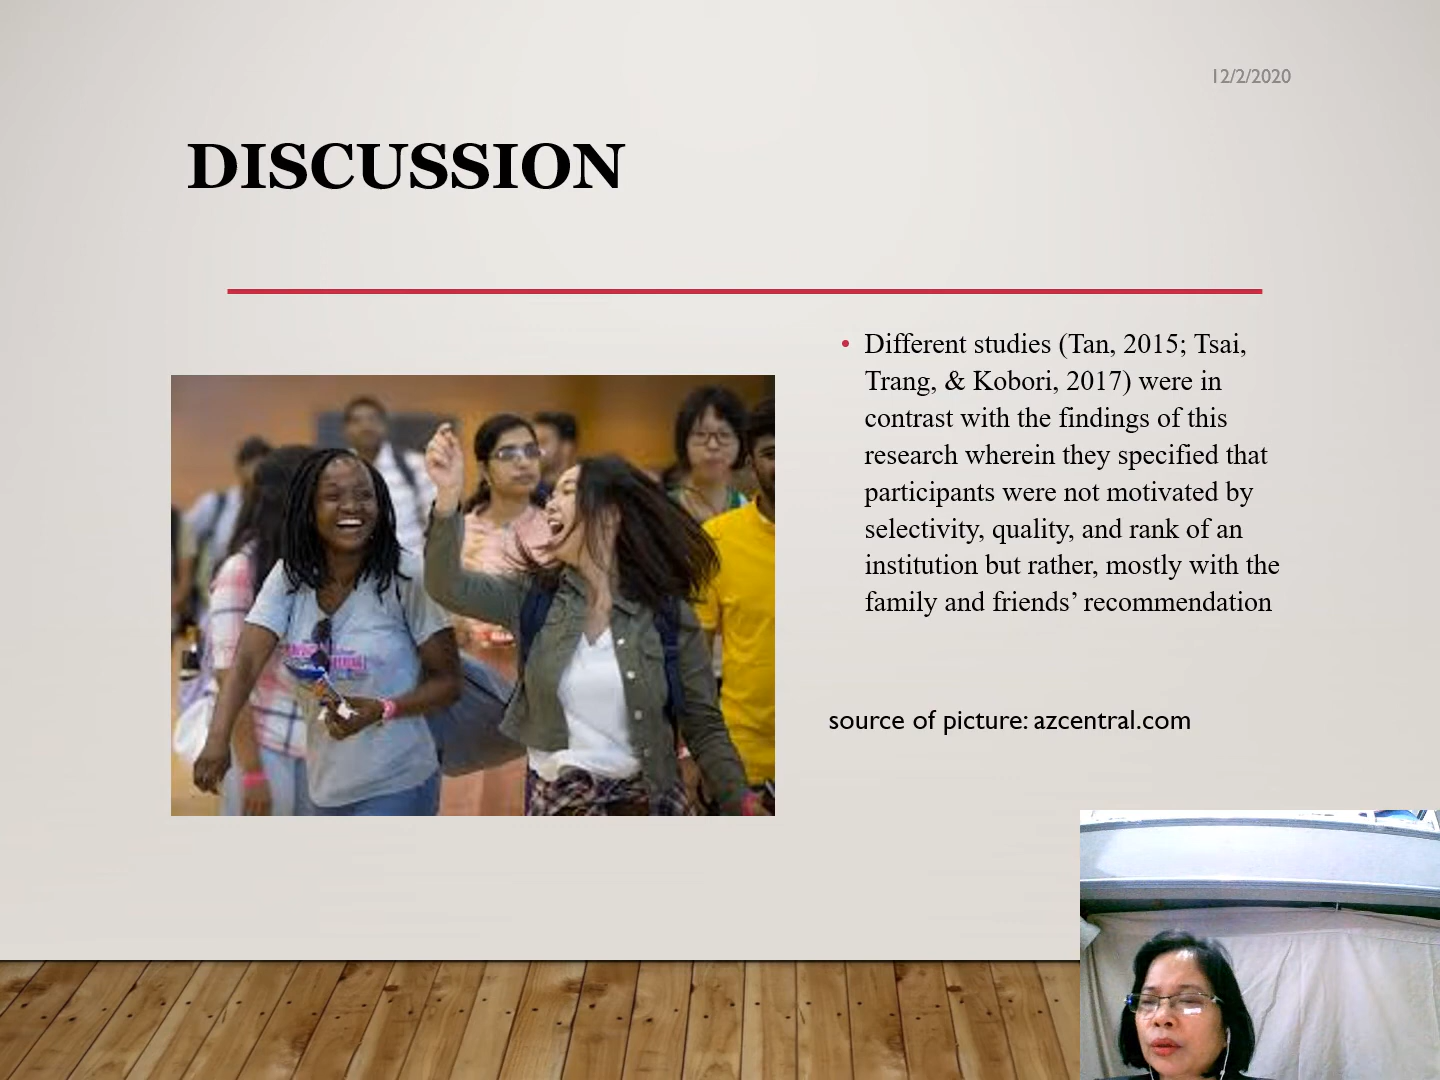 12/2/2020
DISCUSSION
• Different studies (Tan, 2015; Tsai,
Trang, & Kobori, 2017) were in
contrast with the findings of this
research wherein they specified that
participants were not motivated by
selectivity, quality, and rank of an
institution but rather, mostly with the
family and friends’ recommendation
source of picture: azcentral.com